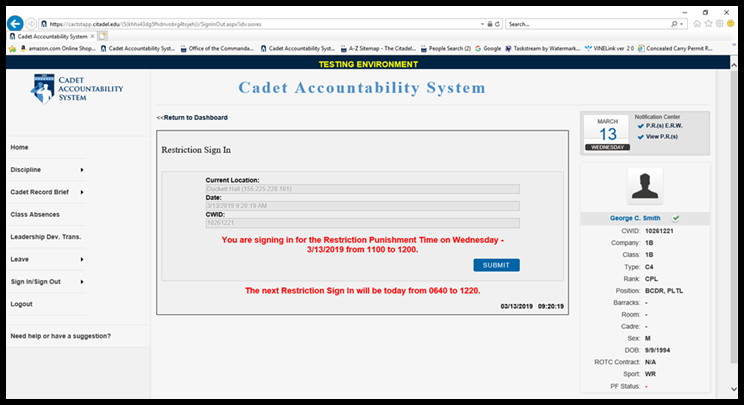 https://cactstapp.citadel.edu/
SignInOut.aspx?idv=sores
Search...
Cadet Accountability System
File Edit View Favorites Tools Help
amazon.com Online Shop...
Cadet Accountability Syst...
Office of the Commanda...
Cadet Accountability Syst...
A-Z Sitemap - The Citadel...
People Search (2)
Google
Taskstream by Watermark...
VINELink ver 2 0
Concealed Carry Permit R...
TESTING ENVIRONMENT
CADET
ACCOUNTABILITY
SYSTEM
Cadet Accountability System
Home
Discipline
Cadet Record Brief
Class Absences
Leadership Dev. Trans.
Leave
Sign In/Sign Out
Logout
Need help or have a suggestion?
<<Return to Dashboard
Restriction Sign In
Current Location:
Duckett Hall (155.225.228.161)
Date:
3/13/2019 9:20:19 AM
CWID:
10261221
You are signing in for the Restriction Punishment Time on Wednesday -
3/13/2019 from 1100 to 1200.
SUBMIT
The next Restriction Sign In will be today from 0640 to 1220.
03/13/2019 09:20:19
MARCH
13
WEDNESDAY
Notification Center
P.R.(s) E.R.W.
View P.R.(s)
George C. Smith
CWID: 10261221
Company: 1B
Class: 1B
Type: C4
Rank: CPL
Position: BCDR, PLTL
Barracks: -
Room: -
Cadre: -
Sex: M
DOB: 9/9/1994
ROTC Contract: N/A
Sport: WR
PF Status: -